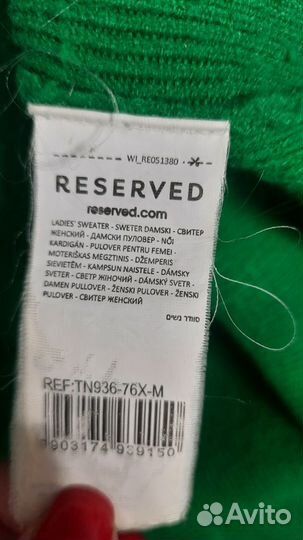 WI_RE051380
RESERVED
reserved.com
LADIES' SWEATER - SWETER DAMSKI - СВИТЕР
ЖЕНСКИЙ - ДАМСКИ ПУЛОВЕР - NŐI
KARDIGÁN - PULOVER PENTRU FEMEI -
MOTERIŠKAS MEGZTINIS - DŽEMPERIS
SIEVIETĒM - KAMPSUN NAISTELE - DÁMSKY
SVETER - СВЕТР ЖІНОЧИЙ - DÁMSKÝ SVETR -
DAMEN PULLOVER - ŽENSKI PULOVER - ŽENSKI
PULOVER - СВИТЕР ЖЕНСКИЙ
סוודר נשים
REF:TN936-76X-M
5903174 939150
Avito